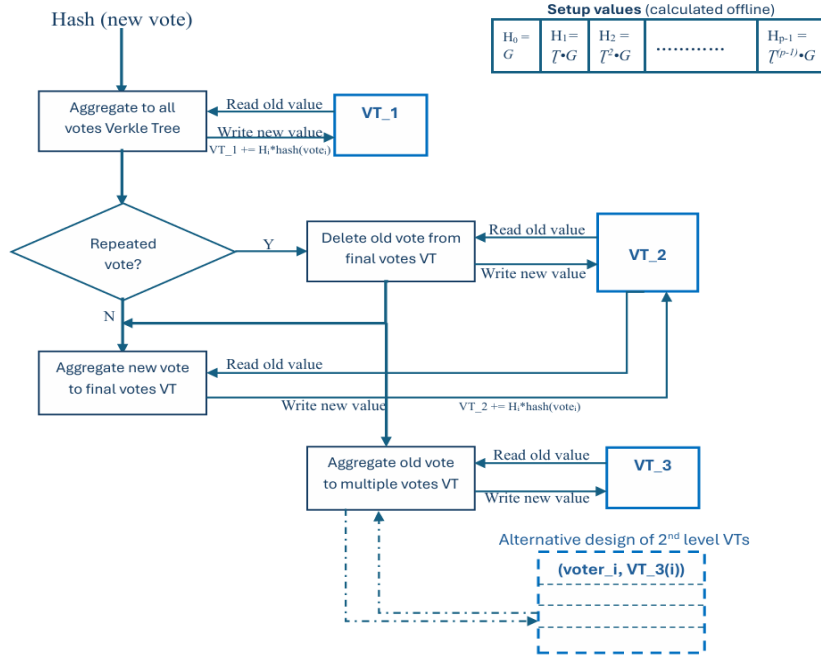 Setup values (calculated offline)
Hash (new vote)
H₀ =
G
H₁=
Ʈ•G
H₂ =
Ʈ²•G
............
Hₚ₋₁ =
Ʈ⁽ᵖ⁻¹⁾•G
Aggregate to all
votes Verkle Tree
Read old value
Write new value
VT_1 += Hᵢ*hash(voteᵢ)
VT_1
Repeated
vote?
Y
N
Delete old vote from
final votes VT
Read old value
Write new value
VT_2
Aggregate new vote
to final votes VT
Read old value
Write new value
VT_2 += Hᵢ*hash(voteᵢ)
Aggregate old vote
to multiple votes VT
Read old value
Write new value
VT_3
Alternative design of 2ⁿᵈ level VTs
(voter_i, VT_3(i))